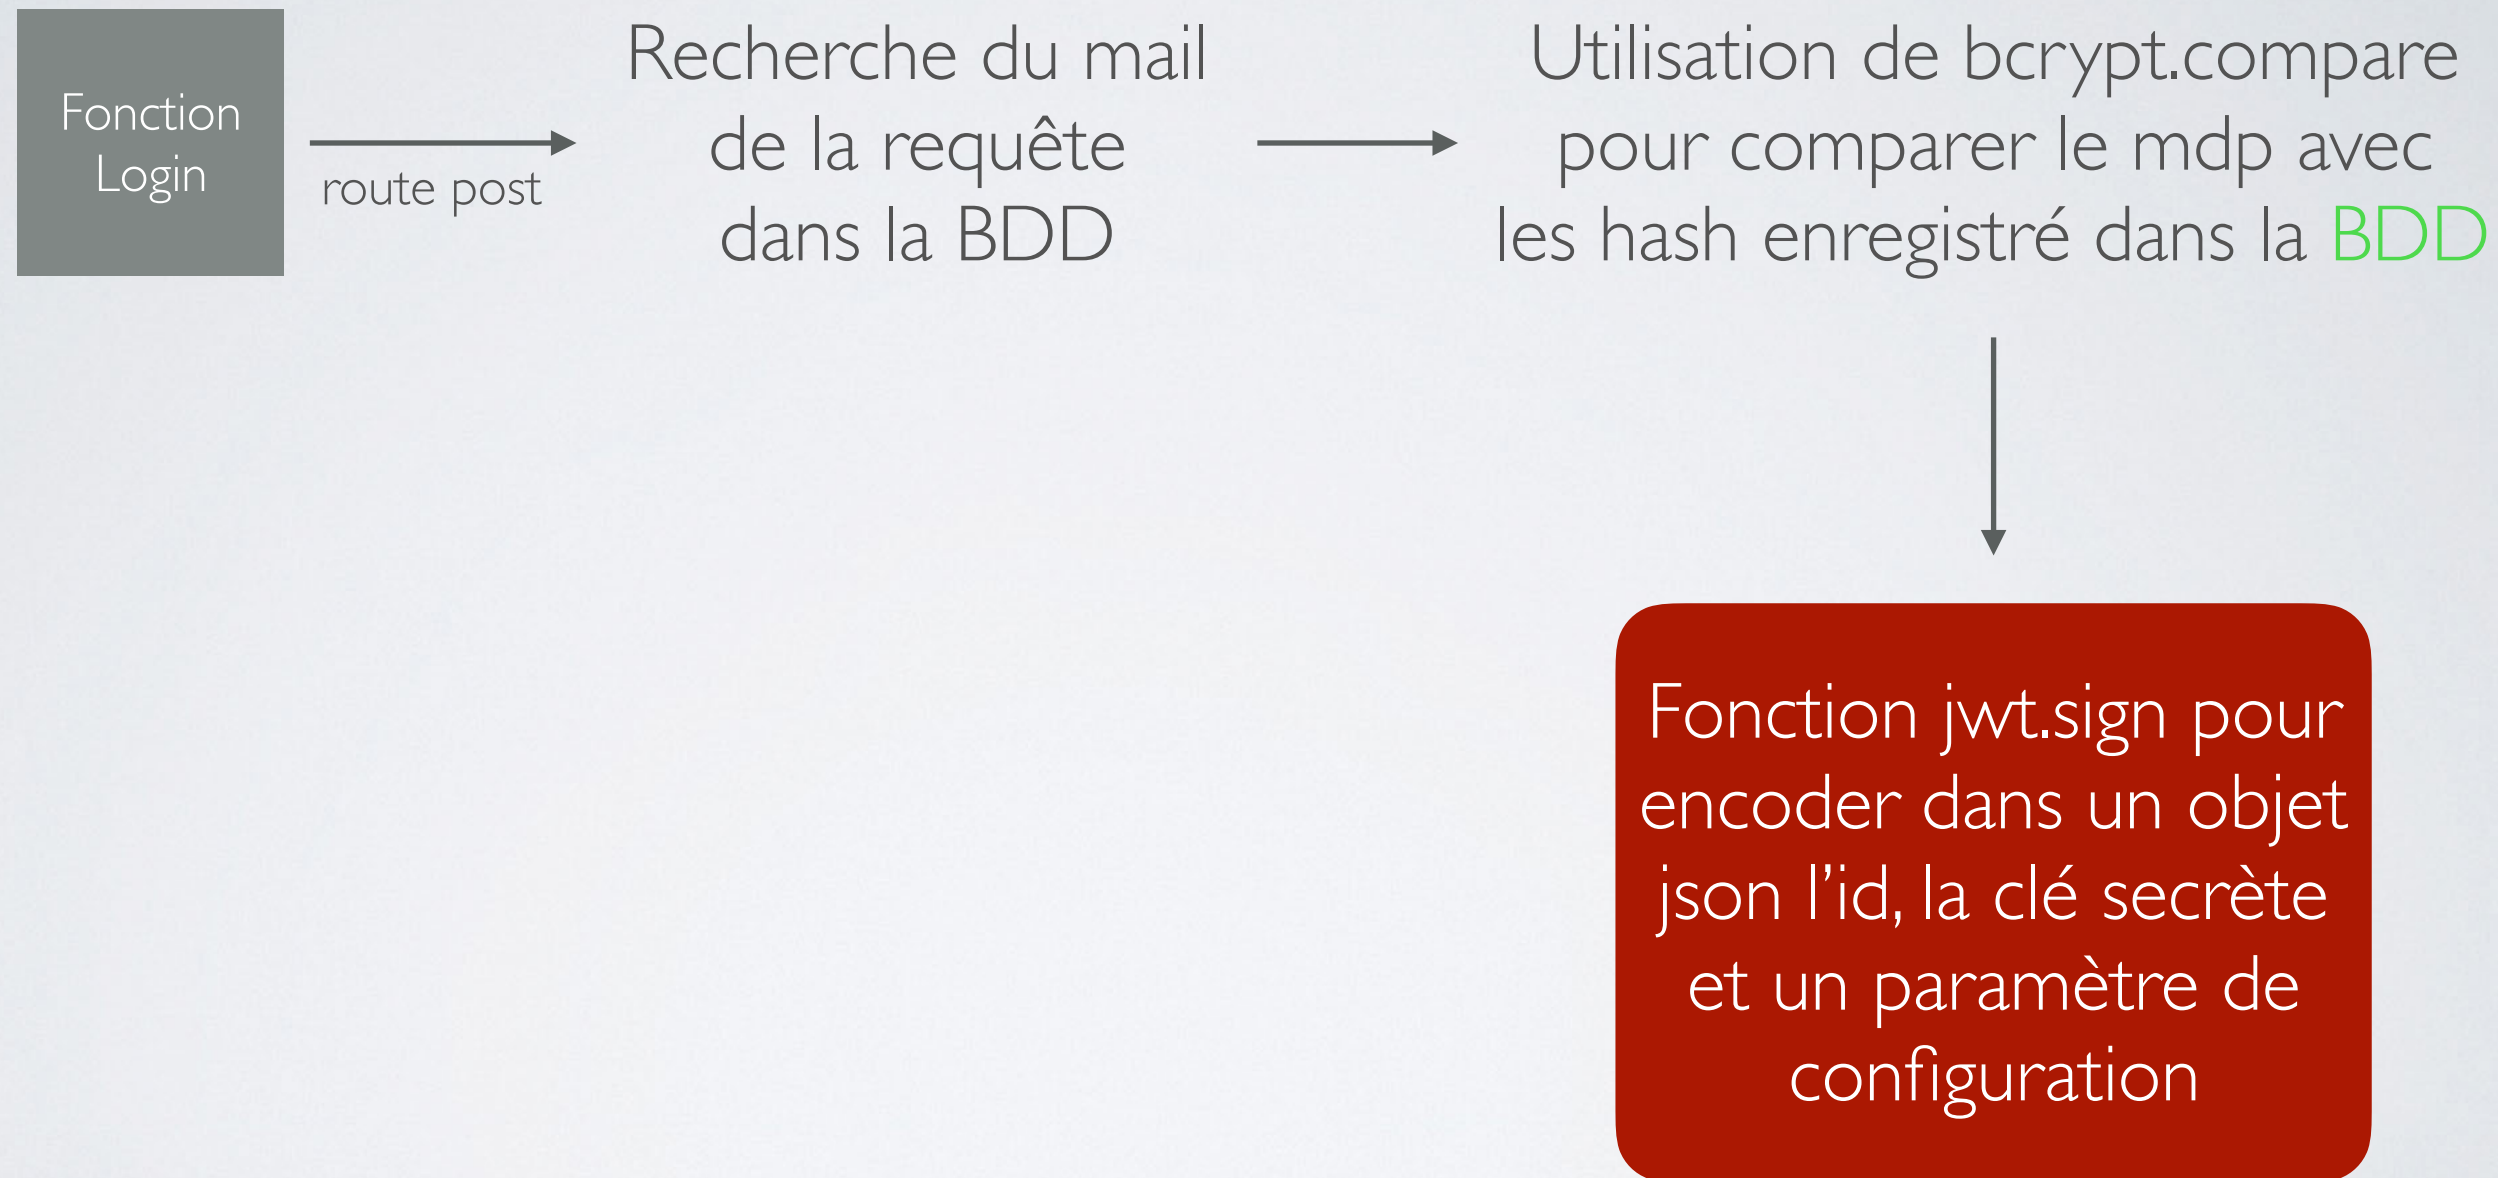 Fonction
Login
route post
Recherche du mail
de la requête
dans la BDD
Utilisation de bcrypt.compare
pour comparer le mdp avec
les hash enregistré dans la BDD
Fonction jwt.sign pour
encoder dans un objet
json l’id, la clé secrète
et un paramètre de
configuration